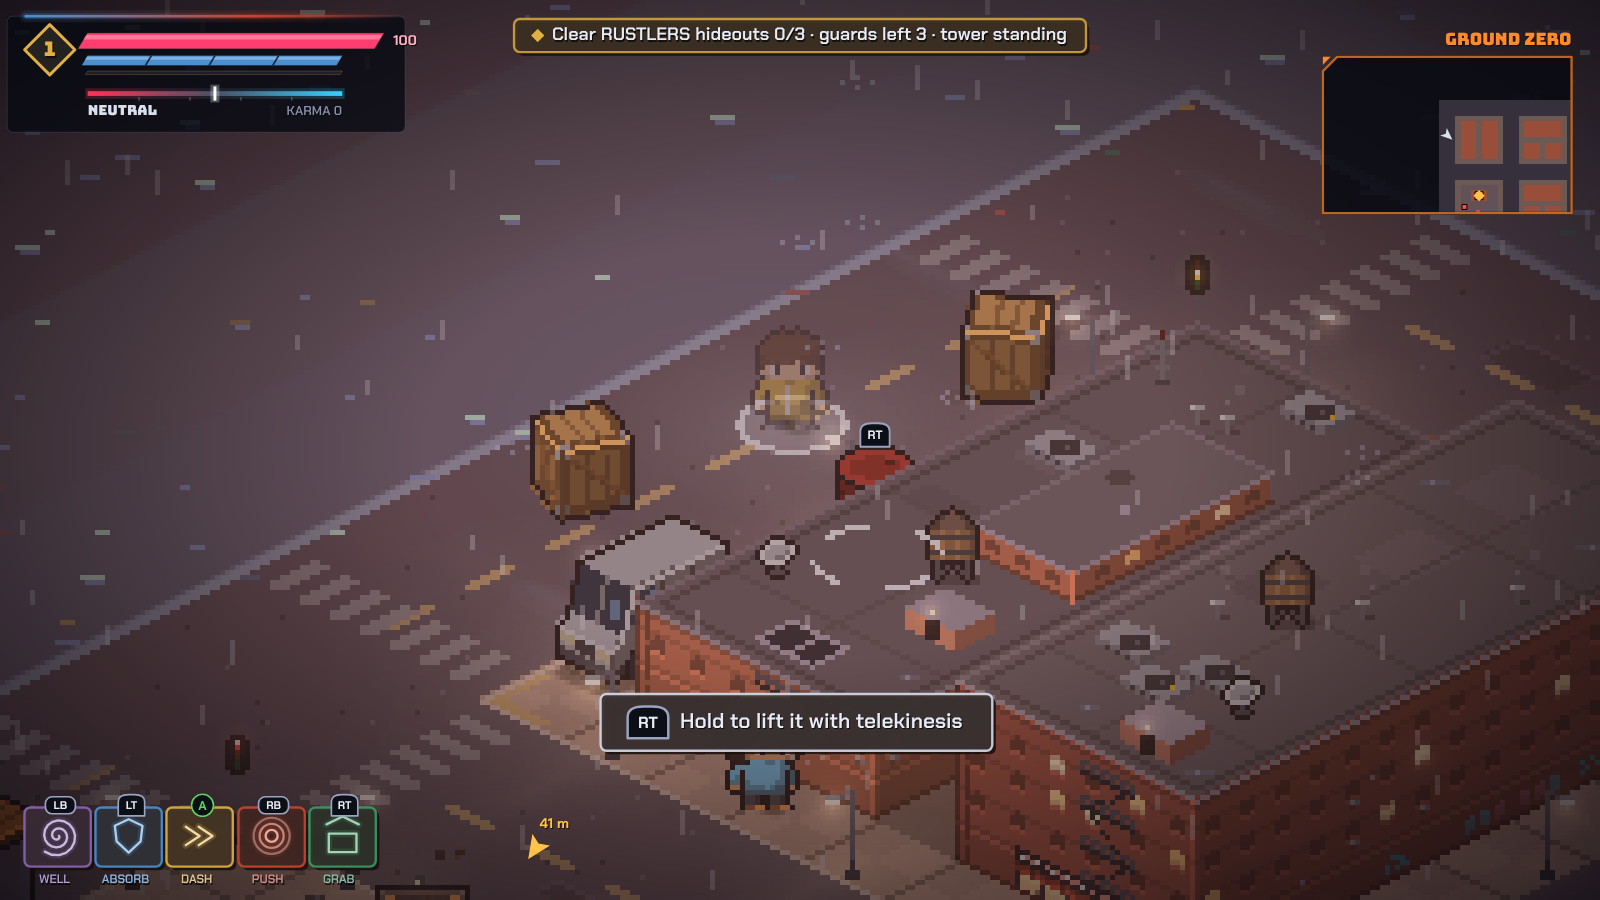 1
100
NEUTRAL
KARMA 0
Clear RUSTLERS hideouts 0/3 · guards left 3 · tower standing
GROUND ZERO
RT
RT Hold to lift it with telekinesis
41 m
LB LT A RB RT
WELL ABSORB DASH PUSH GRAB